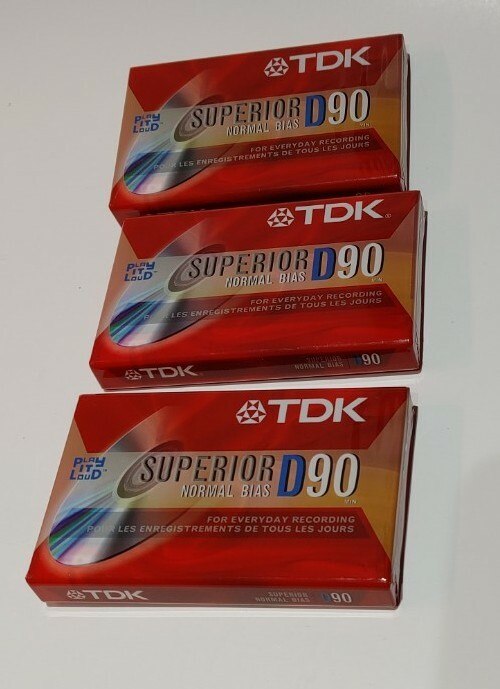 TDK
PLAY IT LOUD
SUPERIOR D90
NORMAL BIAS MIN
FOR EVERYDAY RECORDING
POUR LES ENREGISTREMENTS DE TOUS LES JOURS
TDK®
PLAY IT LOUD™
SUPERIOR D90
NORMAL BIAS MIN
FOR EVERYDAY RECORDING
LES ENREGISTREMENTS DE TOUS LES JOURS
TDK SUPERIOR NORMAL BIAS D90
TDK
PLAY IT LOUD™
SUPERIOR D90
NORMAL BIAS MIN
FOR EVERYDAY RECORDING
POUR LES ENREGISTREMENTS DE TOUS LES JOURS
TDK SUPERIOR NORMAL BIAS D90